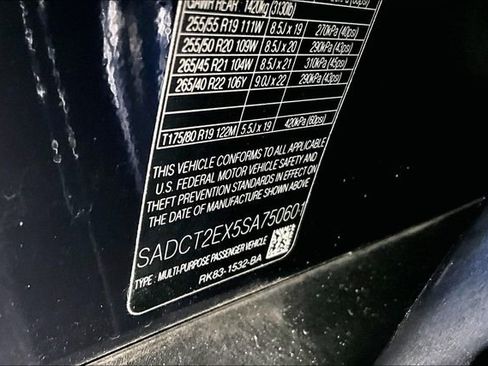 GAWR REAR 1420kg (3130lb)
255/55 R19 111W 8.5J x 19 270kPa (40psi)
255/50 R20 109W 8.5J x 20 290kPa (43psi)
265/45 R21 104W 8.5J x 21 310kPa (45psi)
265/40 R22 106Y 9.0J x 22 290kPa (43psi)
T175/80 R19 122M 5.5J x 19 420kPa (60psi)
THIS VEHICLE CONFORMS TO ALL APPLICABLE
U.S. FEDERAL MOTOR VEHICLE SAFETY AND
THEFT PREVENTION STANDARDS IN EFFECT ON
THE DATE OF MANUFACTURE SHOWN ABOVE
SADCT2EX5SA750601
TYPE : MULTI-PURPOSE PASSENGER VEHICLE
RK83-1532-BA